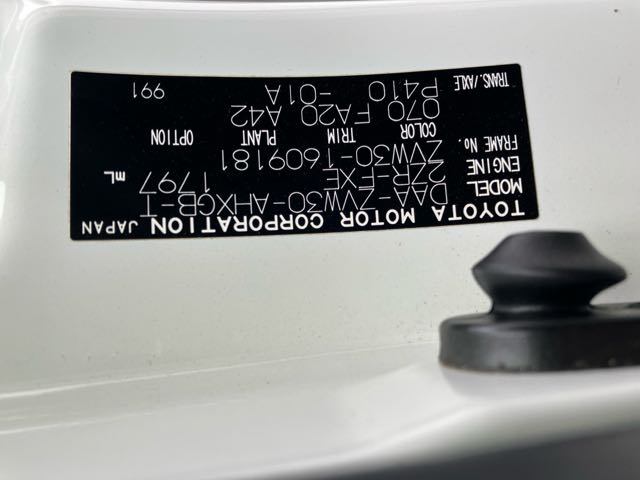 TOYOTA MOTOR CORPORATION JAPAN
MODEL DAA-ZVW30-AHXGB-T
ENGINE 2ZR-FXE 1797 mL
FRAME No. ZVW30-1609181
COLOR TRIM PLANT OPTION
070 FA20 A42
TRANS./AXLE P410 -01A 991